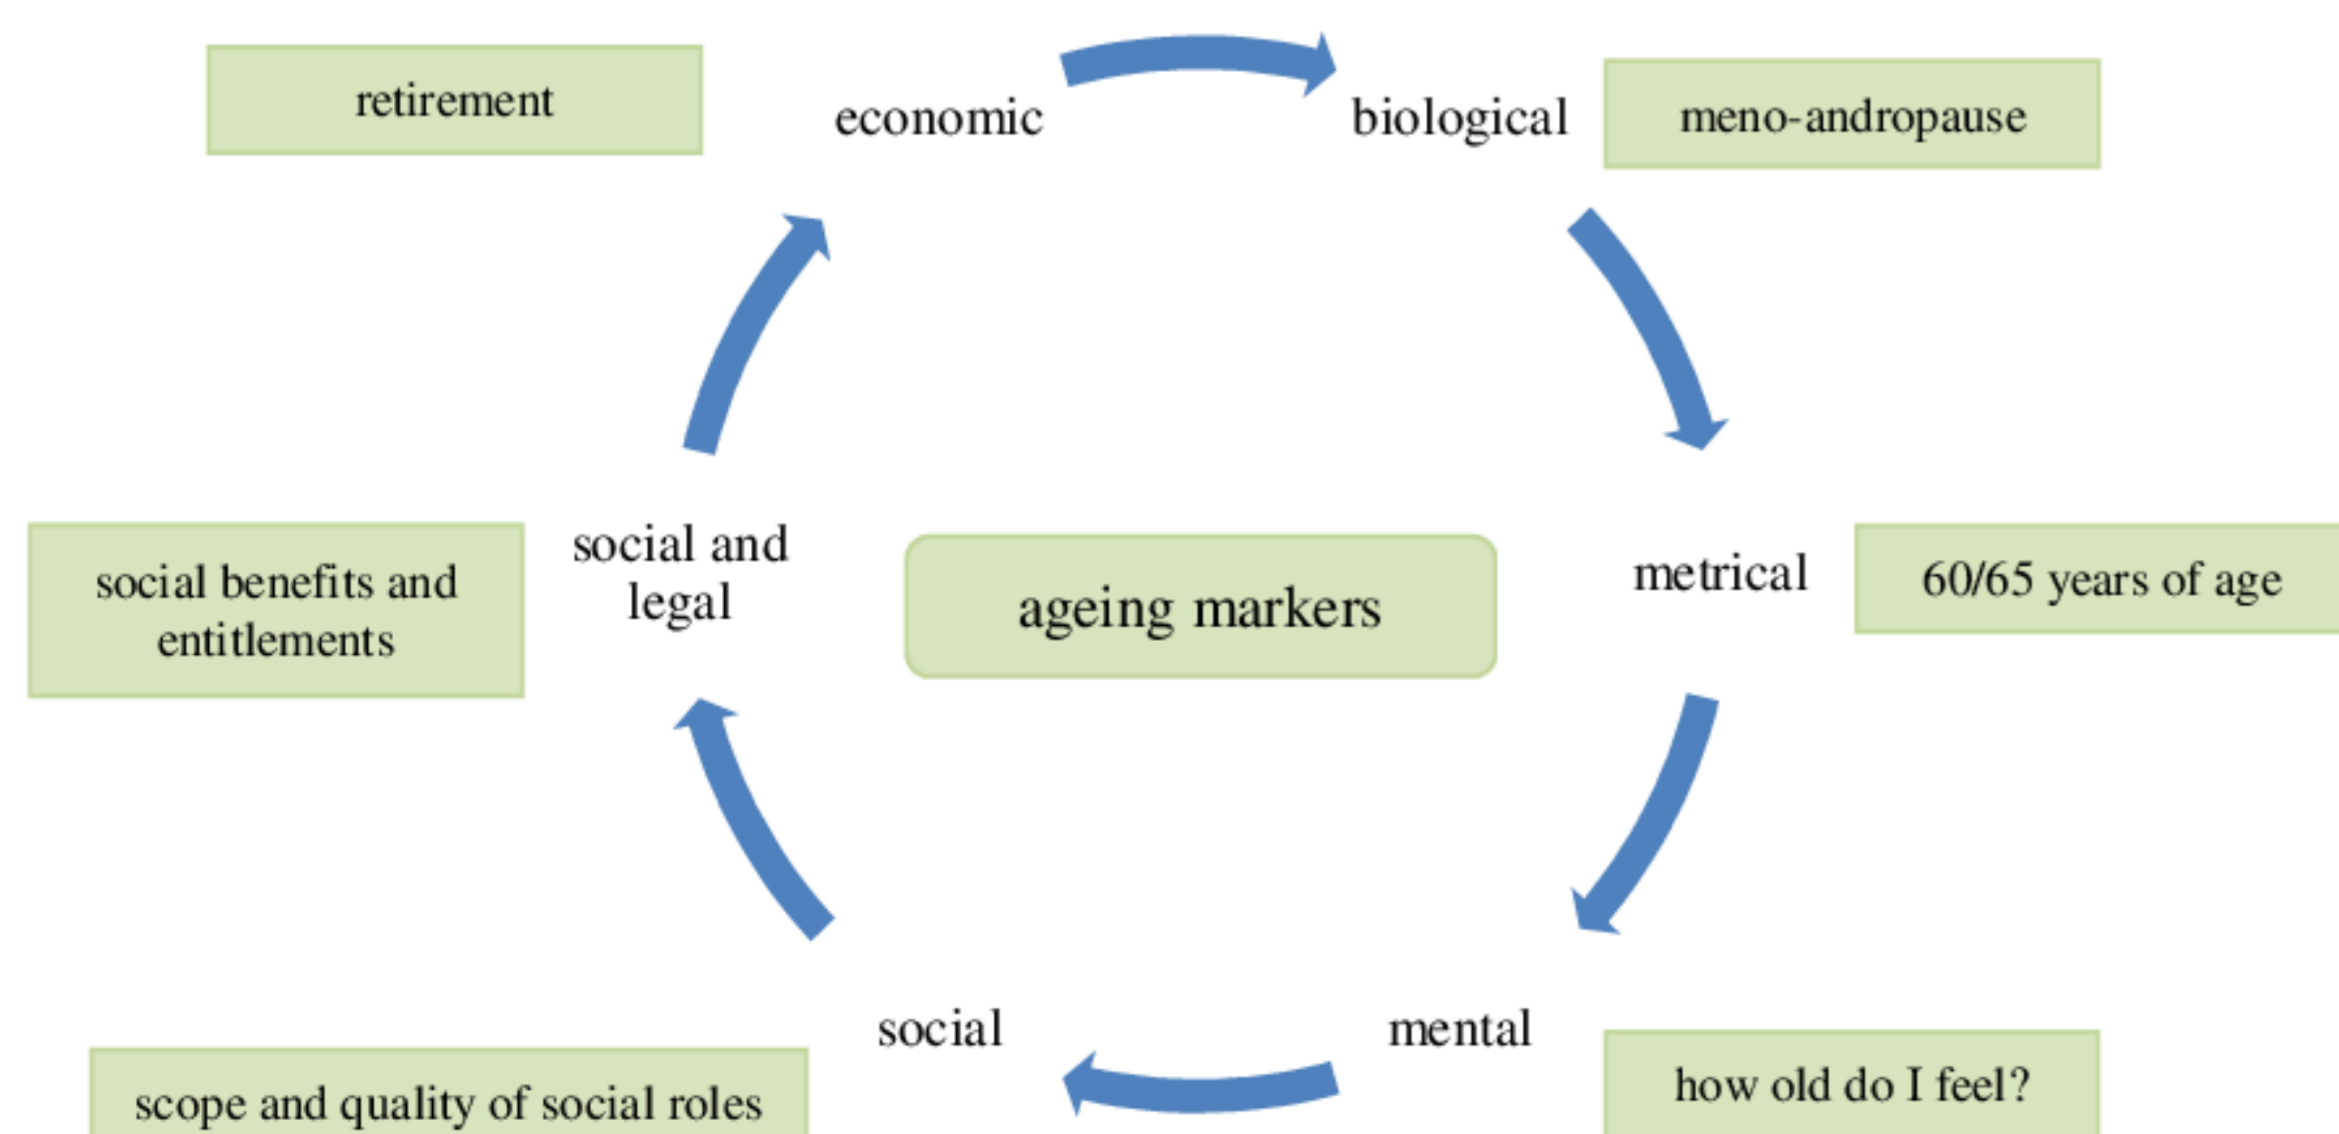 retirement
economic
biological
meno-andropause
social benefits and
entitlements
social and
legal
ageing markers
metrical
60/65 years of age
social
mental
scope and quality of social roles
how old do I feel?